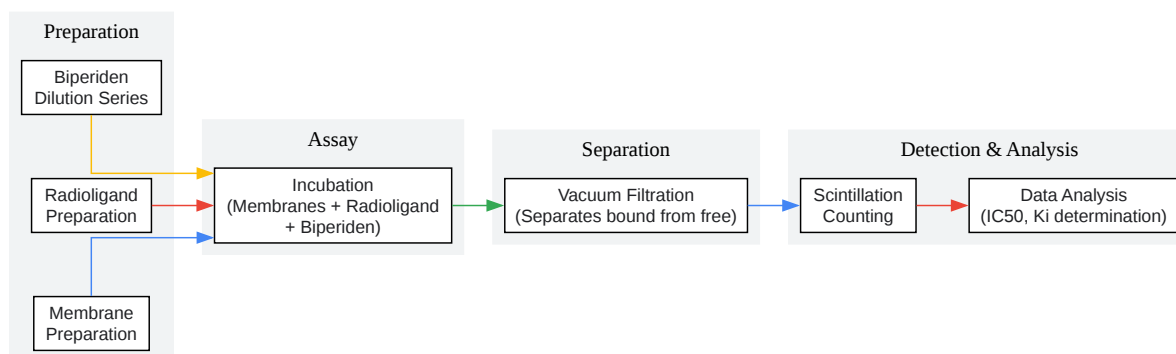 Preparation
Biperiden
Dilution Series
Radioligand
Preparation
Membrane
Preparation
Assay
Incubation
(Membranes + Radioligand
+ Biperiden)
Separation
Vacuum Filtration
(Separates bound from free)
Detection & Analysis
Scintillation
Counting
Data Analysis
(IC50, Ki determination)